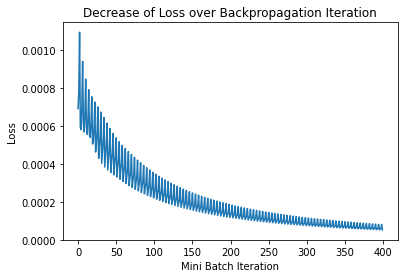 Decrease of Loss over Backpropagation Iteration
0.0010
0.0008
0.0006
0.0004
0.0002
0.0000
Loss
0 50 100 150 200 250 300 350 400
Mini Batch Iteration